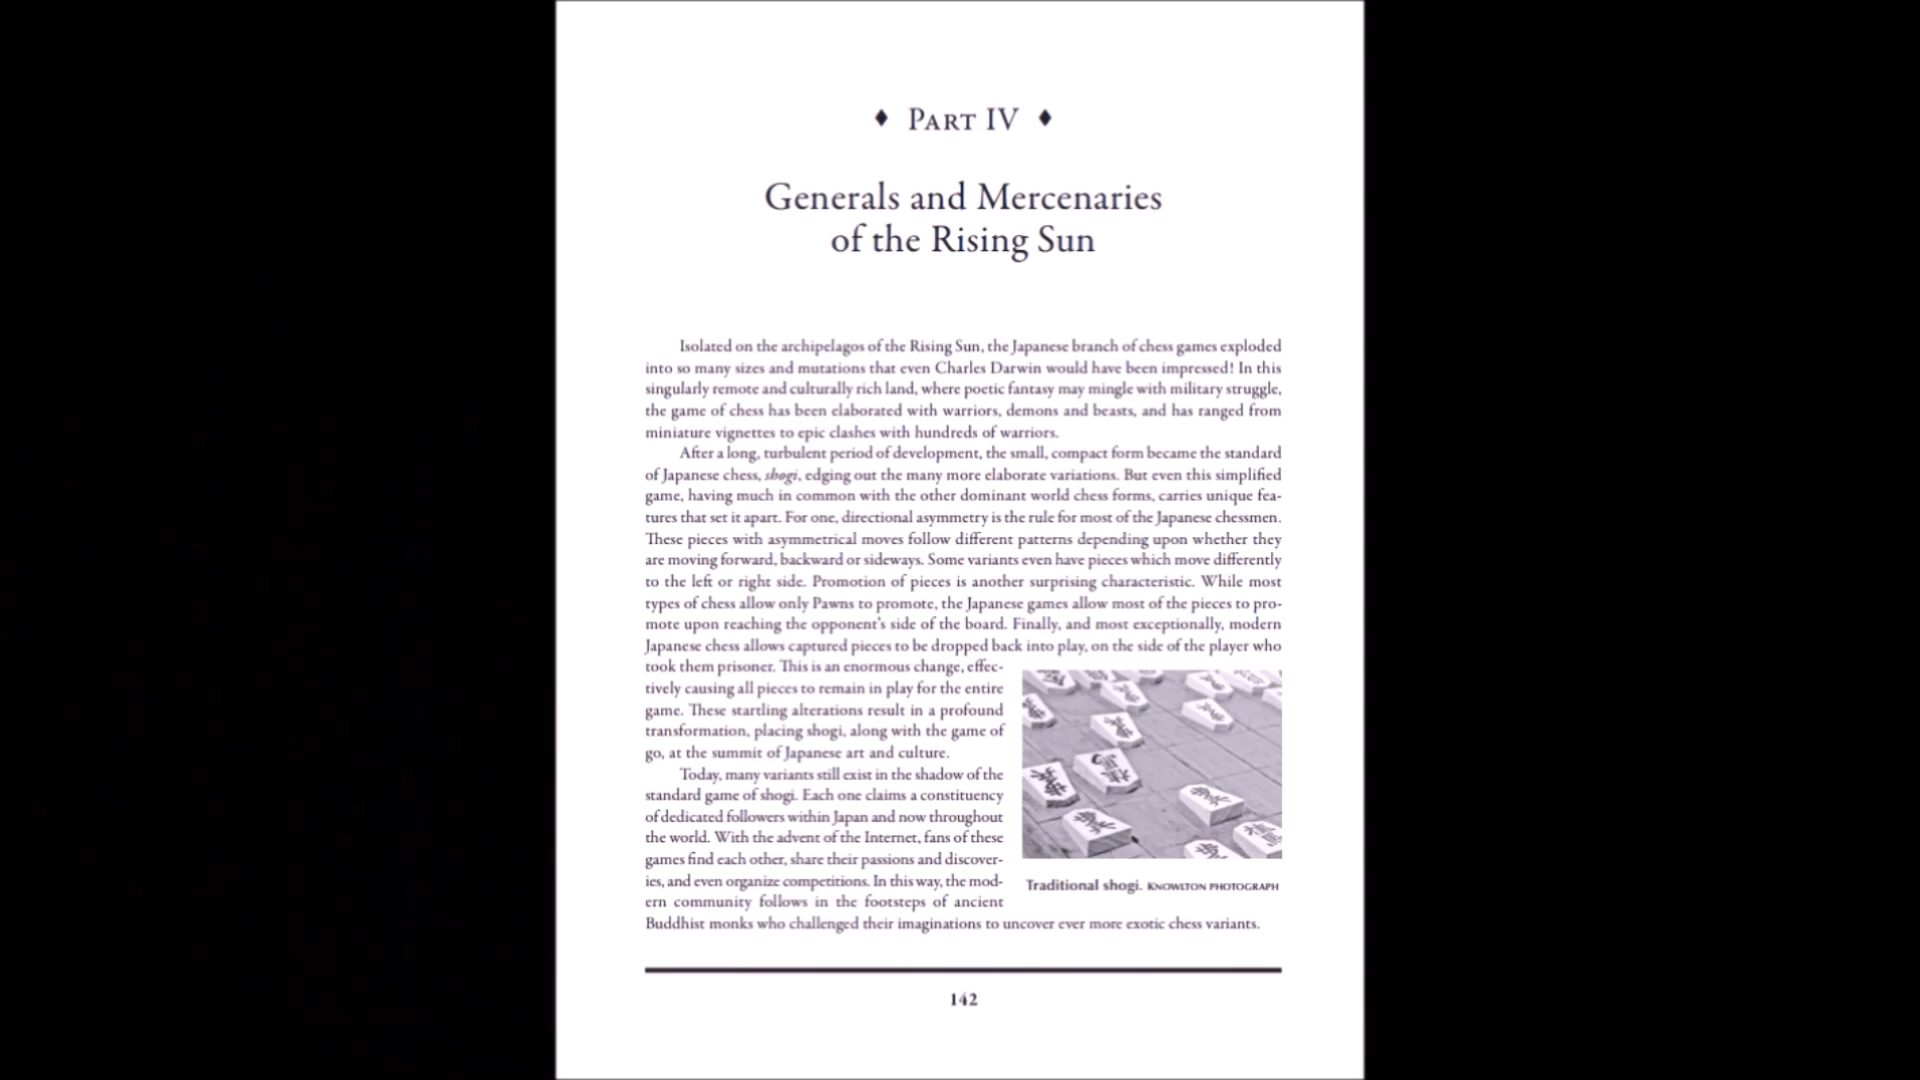 ♦ PART IV ♦
Generals and Mercenaries
of the Rising Sun
Isolated on the archipelagos of the Rising Sun, the Japanese branch of chess games exploded
into so many sizes and mutations that even Charles Darwin would have been impressed! In this
singularly remote and culturally rich land, where poetic fantasy may mingle with military struggle,
the game of chess has been elaborated with warriors, demons and beasts, and has ranged from
miniature vignettes to epic clashes with hundreds of warriors.
After a long, turbulent period of development, the small, compact form became the standard
of Japanese chess, shogi, edging out the many more elaborate variations. But even this simplified
game, having much in common with the other dominant world chess forms, carries unique fea-
tures that set it apart. For one, directional asymmetry is the rule for most of the Japanese chessmen.
These pieces with asymmetrical moves follow different patterns depending upon whether they
are moving forward, backward or sideways. Some variants even have pieces which move differently
to the left or right side. Promotion of pieces is another surprising characteristic. While most
types of chess allow only Pawns to promote, the Japanese games allow most of the pieces to pro-
mote upon reaching the opponent's side of the board. Finally, and most exceptionally, modern
Japanese chess allows captured pieces to be dropped back into play, on the side of the player who
took them prisoner. This is an enormous change, effec-
tively causing all pieces to remain in play for the entire
game. These startling alterations result in a profound
transformation, placing shogi, along with the game of
go, at the summit of Japanese art and culture.
Today, many variants still exist in the shadow of the
standard game of shogi. Each one claims a constituency
of dedicated followers within Japan and now throughout
the world. With the advent of the Internet, fans of these
games find each other, share their passions and discover-
ies, and even organize competitions. In this way, the mod-
ern community follows in the footsteps of ancient
Buddhist monks who challenged their imaginations to uncover ever more exotic chess variants.
Traditional shogi. KNOWLTON PHOTOGRAPH
142